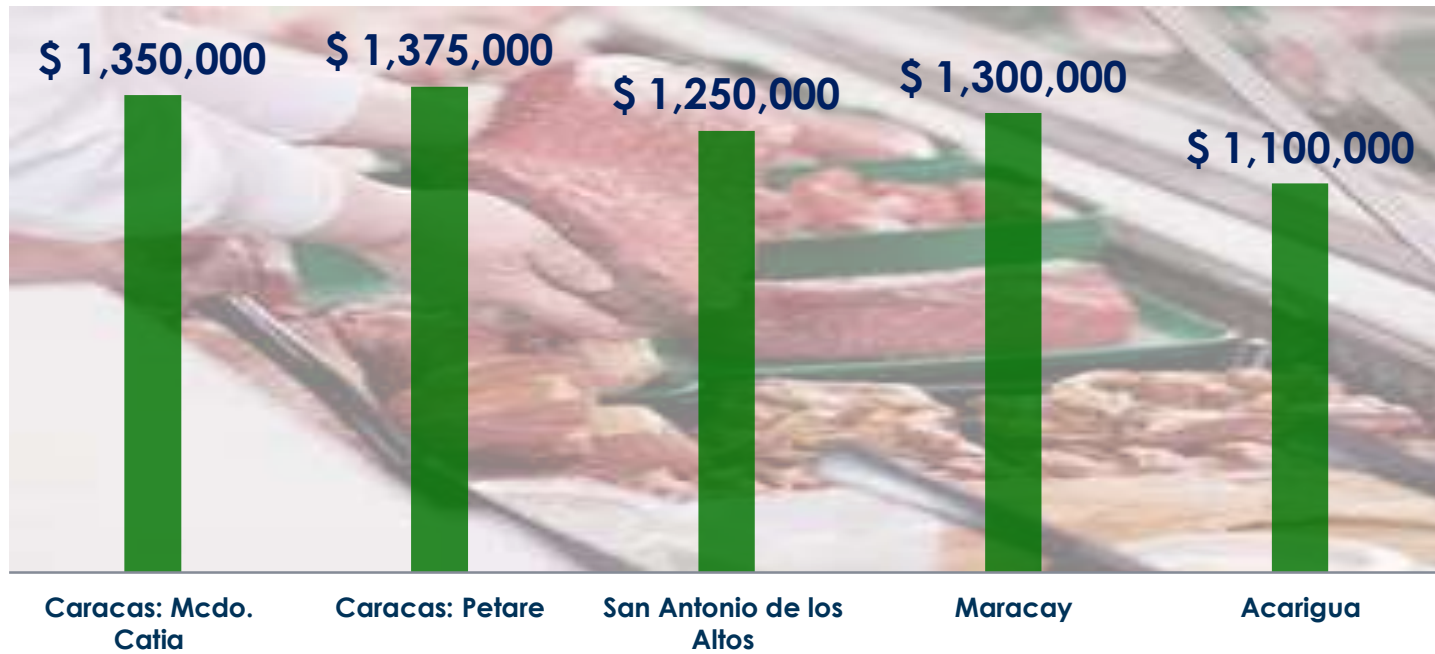 $ 1,350,000
$ 1,375,000
$ 1,250,000
$ 1,300,000
$ 1,100,000
Caracas: Mcdo.
Catia
Caracas: Petare
San Antonio de los
Altos
Maracay
Acarigua